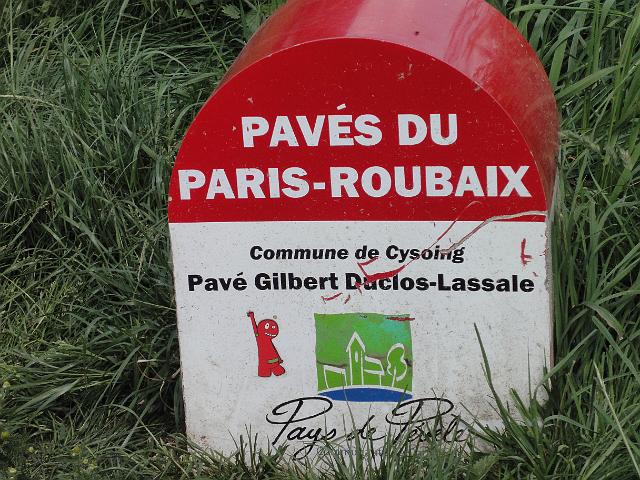 PAVÉS DU
PARIS-ROUBAIX
Commune de Cysoing
Pavé Gilbert Duclos-Lassale
Pays de Pévèle